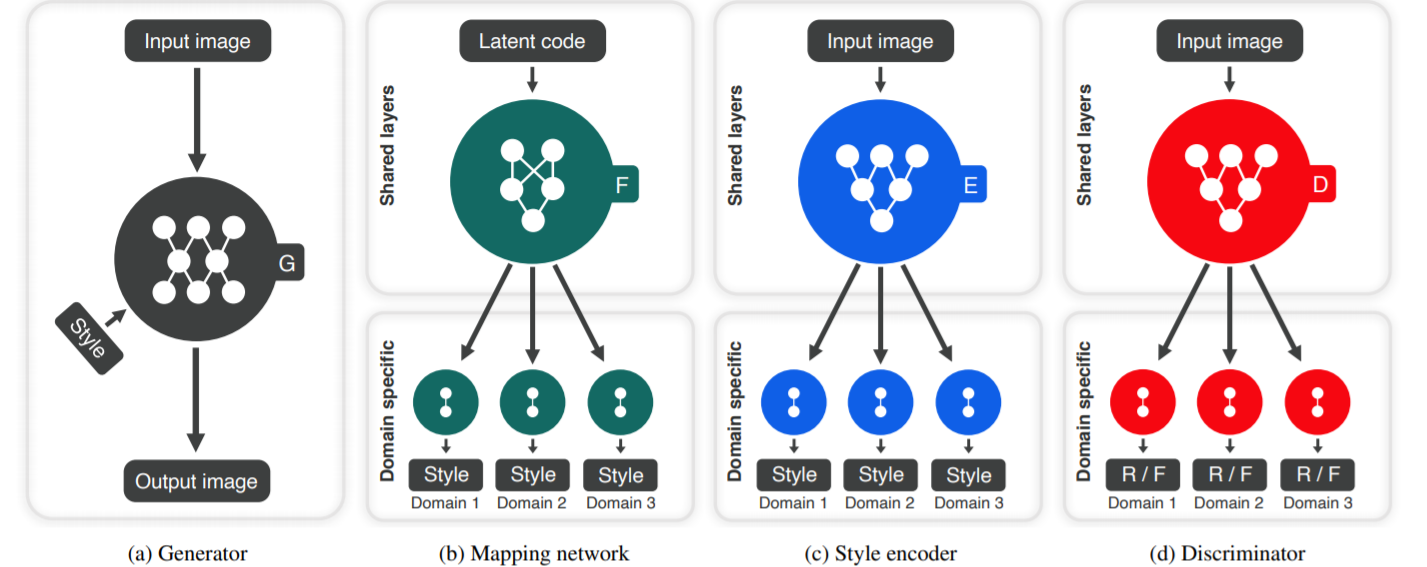 Input image
G
Style
Output image
(a) Generator
Shared layers
Latent code
F
Domain specific
Style Style Style
Domain 1 Domain 2 Domain 3
(b) Mapping network
Shared layers
Input image
E
Domain specific
Style Style Style
Domain 1 Domain 2 Domain 3
(c) Style encoder
Shared layers
Input image
D
Domain specific
R / F R / F R / F
Domain 1 Domain 2 Domain 3
(d) Discriminator